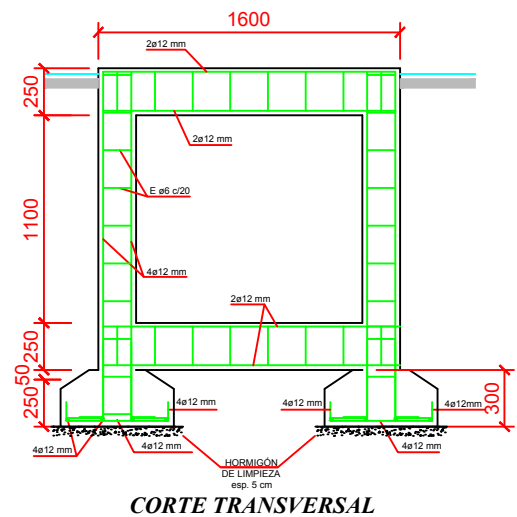 1600
2ø12 mm
250
2ø12 mm
E ø6 c/20
1100
4ø12 mm
2ø12 mm
250
50
250
300
4ø12 mm
4ø12 mm
4ø12mm
4ø12 mm
4ø12 mm
4ø12 mm
HORMIGÓN
DE LIMPIEZA
esp. 5 cm
CORTE TRANSVERSAL